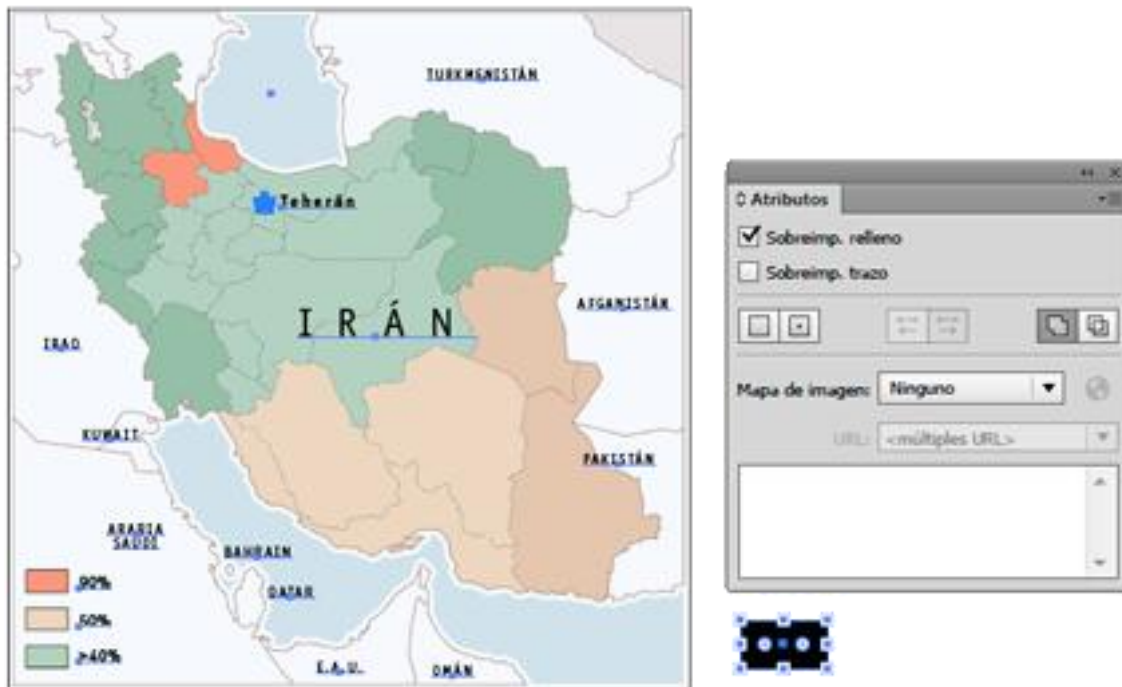 TURKMENISTÁN
Teherán
IRÁN
AFGANISTÁN
IRAQ
KUWAIT
PAKISTÁN
ARABIA
SAUDÍ
BAHRAIN
QATAR
E.A.U.
OMÁN
90%
50%
>40%
Atributos
Sobreimp. relleno
Sobreimp. trazo
Mapa de imagen: Ninguno
URL: <múltiples URL>